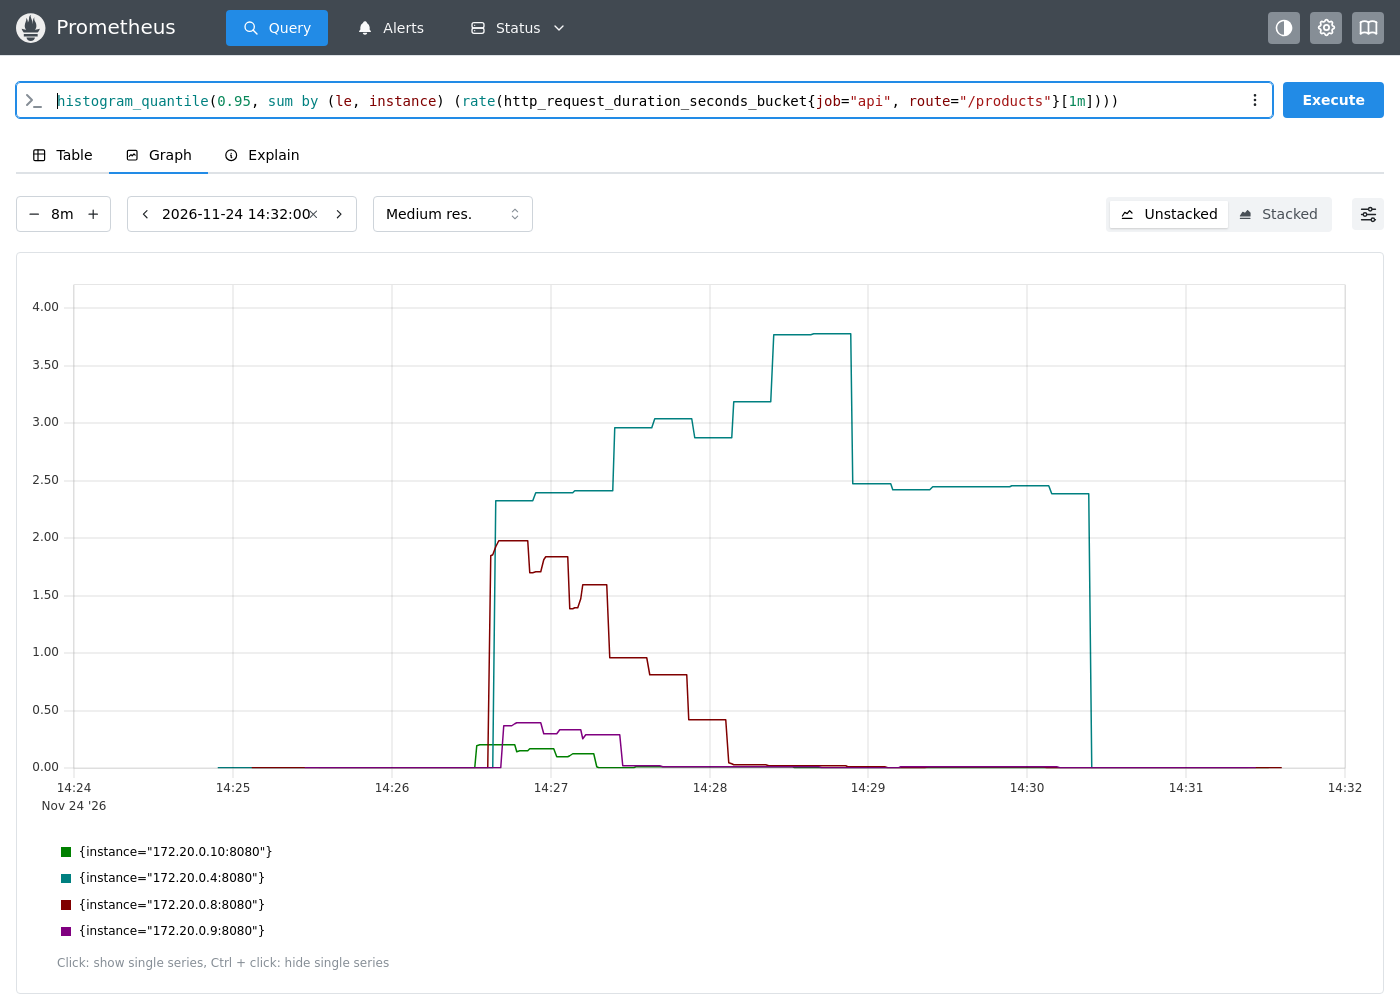 Prometheus Query Alerts Status
histogram_quantile(0.95, sum by (le, instance) (rate(http_request_duration_seconds_bucket{job="api", route="/products"}[1m])))
Execute
Table Graph Explain
8m 2026-11-24 14:32:00 Medium res. Unstacked Stacked
4.00
3.50
3.00
2.50
2.00
1.50
1.00
0.50
0.00
14:24 14:25 14:26 14:27 14:28 14:29 14:30 14:31 14:32
Nov 24 '26
{instance="172.20.0.10:8080"}
{instance="172.20.0.4:8080"}
{instance="172.20.0.8:8080"}
{instance="172.20.0.9:8080"}
Click: show single series, Ctrl + click: hide single series